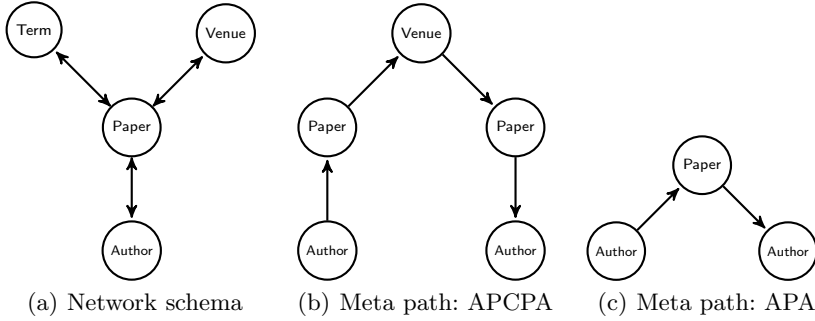 Term
Venue
Paper
Author
(a) Network schema
Venue
Paper
Paper
Author
Author
(b) Meta path: APCPA
Paper
Author
Author
(c) Meta path: APA